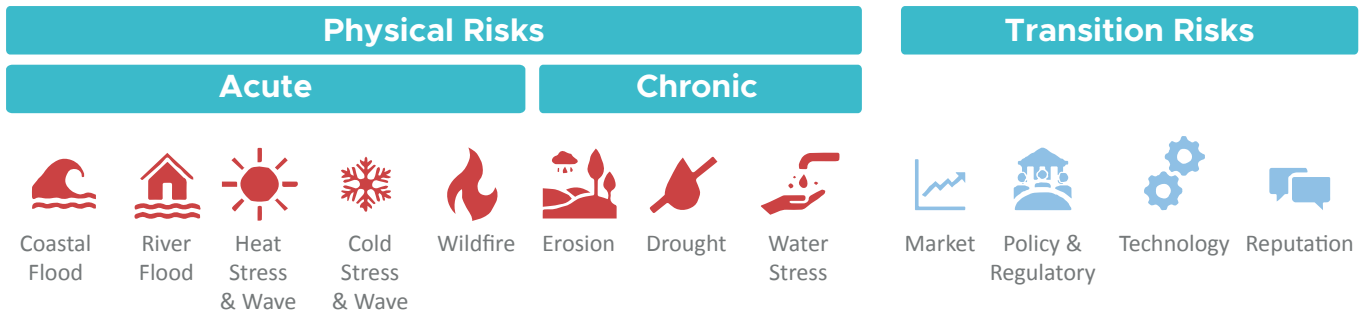 Physical Risks
Transition Risks
Acute
Chronic
Coastal
Flood
River
Flood
Heat
Stress
& Wave
Cold
Stress
& Wave
Wildfire
Erosion
Drought
Water
Stress
Market
Policy &
Regulatory
Technology
Reputation